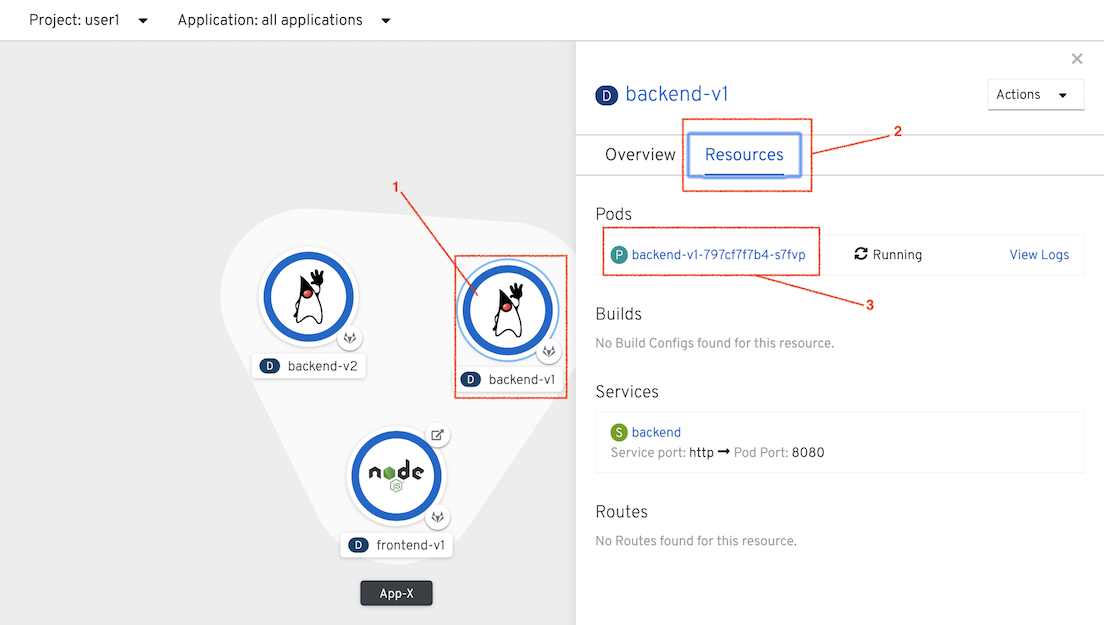 Project: user1 Application: all applications
D backend-v1
Actions
Overview Resources
2
1
Pods
P backend-v1-797cf7f7b4-s7fvp Running View Logs
3
Builds
No Build Configs found for this resource.
D backend-v2
D backend-v1
Services
S backend
Service port: http → Pod Port: 8080
node
JS
D frontend-v1
App-X
Routes
No Routes found for this resource.